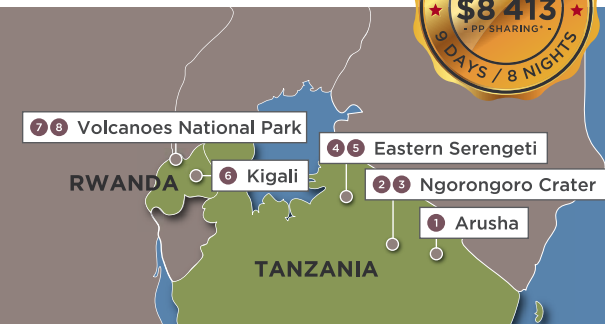 $8 413
- PP SHARING* -
9 DAYS / 8 NIGHTS
7 8 Volcanoes National Park
4 5 Eastern Serengeti
RWANDA
6 Kigali
2 3 Ngorongoro Crater
1 Arusha
TANZANIA